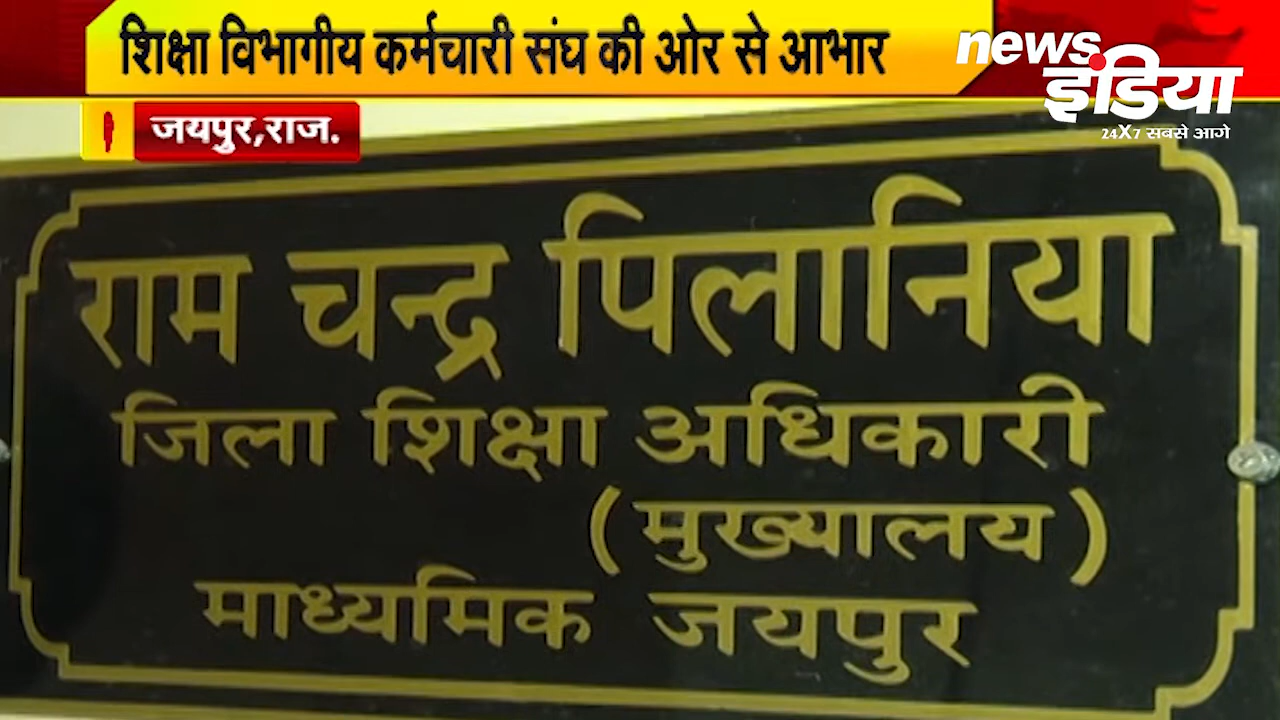 शिक्षा विभागीय कर्मचारी संघ की ओर से आभार
news
इंडिया
24X7 सबसे आगे
जयपुर,राज.
राम चन्द्र पिलानिया
जिला शिक्षा अधिकारी
(मुख्यालय)
माध्यमिक जयपुर